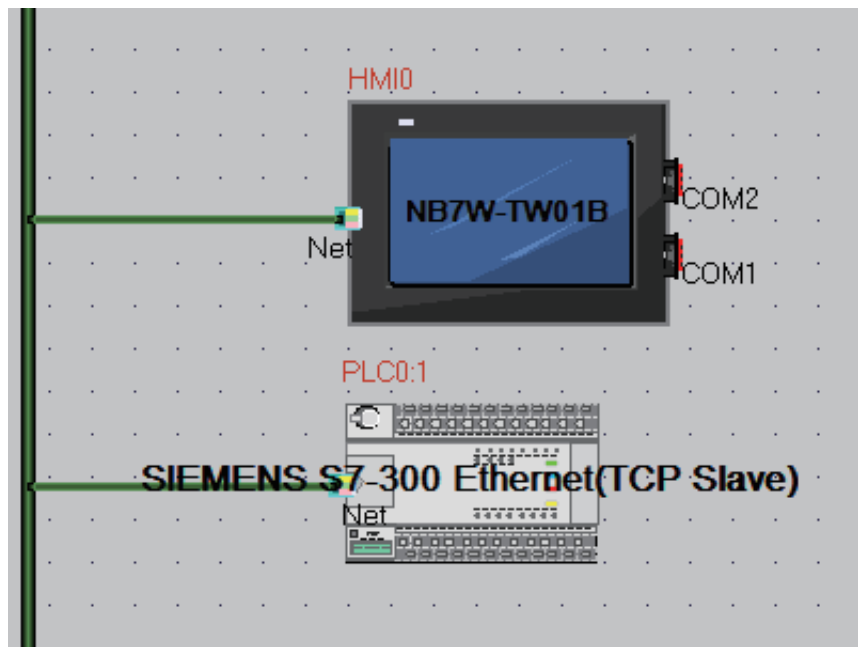 HMI0
NB7W-TW01B
COM2
Net
COM1
PLC0:1
SIEMENS S7-300 Ethernet(TCP Slave)
Net